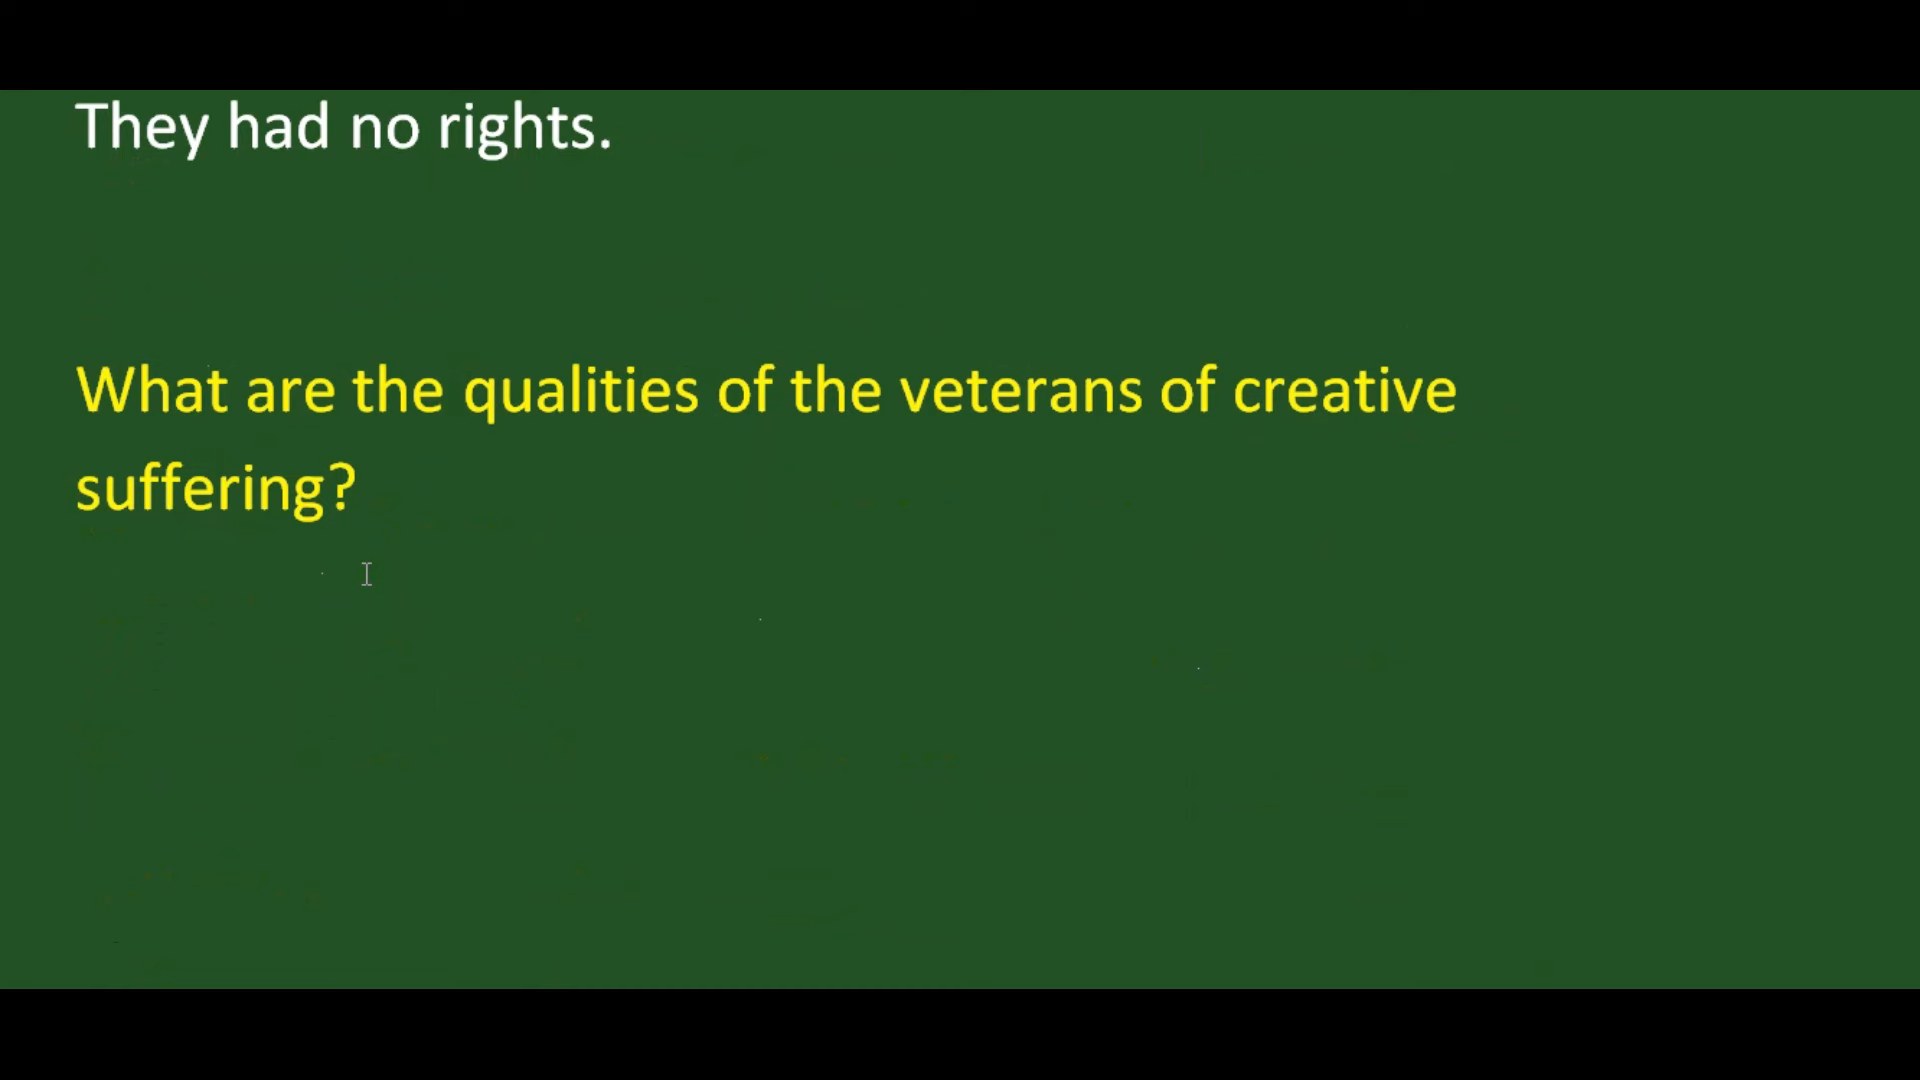 They had no rights.
What are the qualities of the veterans of creative
suffering?